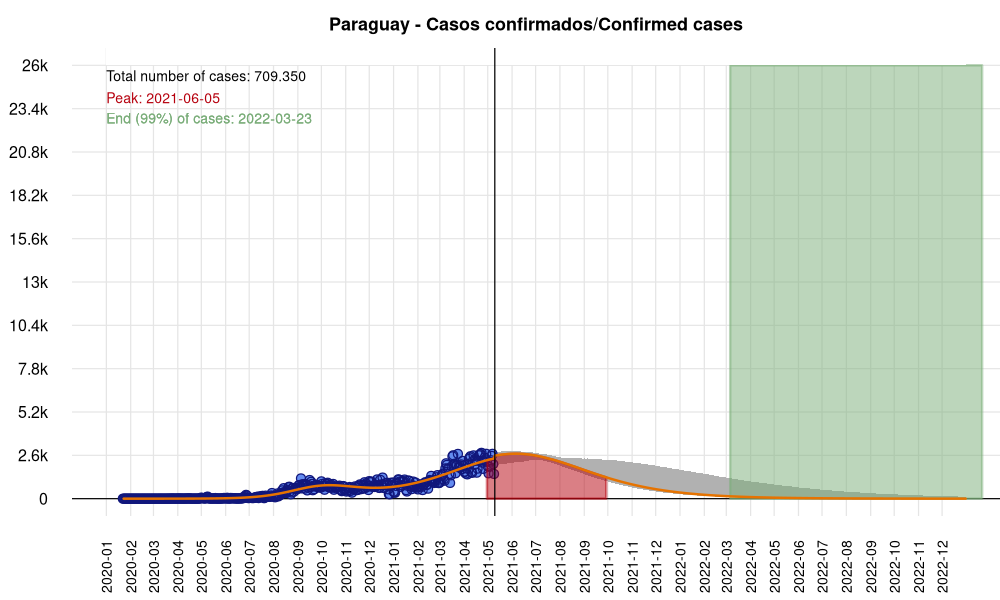 Paraguay - Casos confirmados/Confirmed cases
Total number of cases: 709.350
Peak: 2021-06-05
End (99%) of cases: 2022-03-23
26k
23.4k
20.8k
18.2k
15.6k
13k
10.4k
7.8k
5.2k
2.6k
0
2020-01
2020-02
2020-03
2020-04
2020-05
2020-06
2020-07
2020-08
2020-09
2020-10
2020-11
2020-12
2021-01
2021-02
2021-03
2021-04
2021-05
2021-06
2021-07
2021-08
2021-09
2021-10
2021-11
2021-12
2022-01
2022-02
2022-03
2022-04
2022-05
2022-06
2022-07
2022-08
2022-09
2022-10
2022-11
2022-12